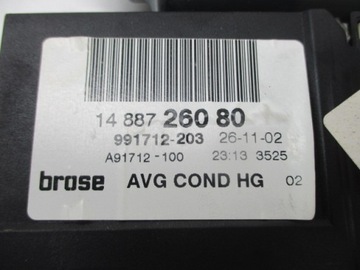 14 887 260 80
991712-203 26-11-02
A91712-100 23:13 3525
brose AVG COND HG 02